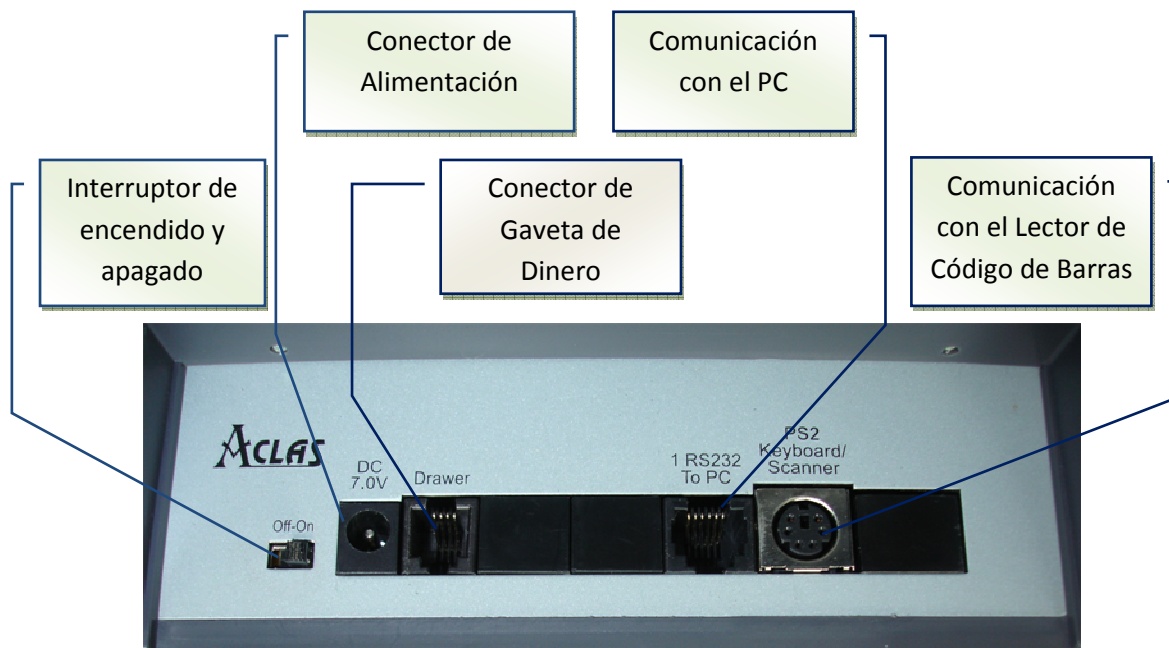 Conector de
Alimentación
Comunicación
con el PC
Interruptor de
encendido y
apagado
Conector de
Gaveta de
Dinero
Comunicación
con el Lector de
Código de Barras
ACLAS
DC
7.0V
Drawer
1 RS232
To PC
PS2
Keyboard/
Scanner
Off-On